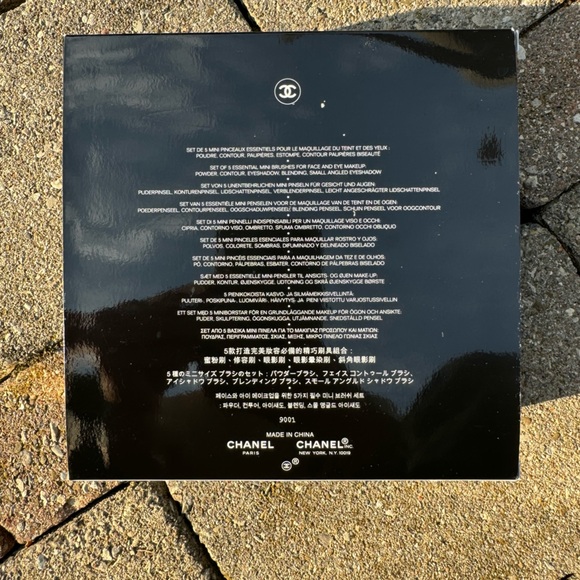 SET DE 5 MINI PINCEAUX ESSENTIELS POUR LE MAQUILLAGE DU TEINT ET DES YEUX :
POUDRE, CONTOUR, PAUPIÈRES, ESTOMPE, CONTOUR PAUPIÈRES BISEAUTÉ
SET OF 5 ESSENTIAL MINI BRUSHES FOR FACE AND EYE MAKEUP:
POWDER, CONTOUR, EYESHADOW, BLENDING, SMALL ANGLED EYESHADOW
SET VON 5 UNENTBEHRLICHEN MINI PINSELN FÜR GESICHT UND AUGEN:
PUDERPINSEL, KONTURENPINSEL, LIDSCHATTENPINSEL, VERBLENDERPINSEL, LEICHT ANGESCHRÄGTER LIDSCHATTENPINSEL
SET VAN 5 ESSENTIËLE MINI PENSELEN VOOR DE MAKEUP VAN DE TEINT EN DE OGEN:
POEDERPENSEEL, CONTOURPENSEEL, OOGSCHADUWPENSEEL, BLENDING PENSEEL, SCHUIN PENSEEL VOOR OOGCONTOUR
SET DI 5 MINI PENNELLI INDISPENSABILI PER UN MAQUILLAGE VISO E OCCHI:
CIPRIA, CONTORNO VISO, OMBRETTO, SFUMA OMBRETTO, CONTORNO OCCHI OBLIQUO
SET DE 5 MINI PINCELES ESENCIALES PARA MAQUILLAR ROSTRO Y OJOS:
POLVOS, COLORETE, SOMBRAS, DIFUMINADO Y DELINEADO BISELADO
SET DE 5 MINI PINCÉIS ESSENCIAIS PARA A MAQUILHAGEM DA TEZ E DE OLHOS:
PÓ, CONTORNO, PÁLPEBRAS, ESBATER, CONTORNO DE PÁLPEBRAS BISELADO
SÆT MED 5 ESSENTIELLE MINI-PENSLER TIL ANSIGTS- OG ØJEN MAKE-UP:
PUDDER, KONTUR, ØJENSKYGGE, UDTONING OG SKRÅ ØJENSKYGGE BØRSTE
5 PIENIKOKOISTA KASVO- JA SILMÄMEIKKISIVELLINTÄ:
PUUTERI-, POSKIPUNA-, LUOMIVÄRI-, HÄIVYTYS- JA PIENI VIISTOTTU VARJOSTUSSIVELLIN
ETT SET MED 5 MINIBORSTAR FÖR EN GRUNDLÄGGANDE MAKEUP FÖR ÖGON OCH ANSIKTE:
PUDER, SKULPTERING, ÖGONSKUGGA, UTJÄMNANDE, SNEDSTÄLLD PENSEL
ΣΕΤ ΑΠΟ 5 ΒΑΣΙΚΑ ΜΙΝΙ ΠΙΝΕΛΑ ΓΙΑ ΤΟ ΜΑΚΙΓΙΑΖ ΠΡΟΣΩΠΟΥ ΚΑΙ ΜΑΤΙΩΝ:
ΠΟΥΔΡΑΣ, ΠΕΡΙΓΡΑΜΜΑΤΟΣ, ΣΚΙΑΣ, ΜΙΞΗΣ, ΜΙΚΡΟ ΛΟΞΟΤΜΗΤΟ ΣΚΙΑΣ
5款打造完美妝容必備的精巧刷具組合：
蜜粉刷、修容刷、眼影刷、眼影暈染刷、斜角眼影刷
5 種のミニサイズ ブラシのセット：パウダーブラシ、フェイス コントゥール ブラシ、
アイシャドウ ブラシ、ブレンディング ブラシ、スモール アングルド シャドウ ブラシ
페이스와 아이 메이크업을 위한 5가지 필수 미니 브러쉬 세트
: 파우더, 컨투어, 아이섀도, 블렌딩, 스몰 앵글드 아이섀도
9001
MADE IN CHINA
CHANEL CHANEL® INC.
PARIS NEW YORK, N.Y. 10019
®